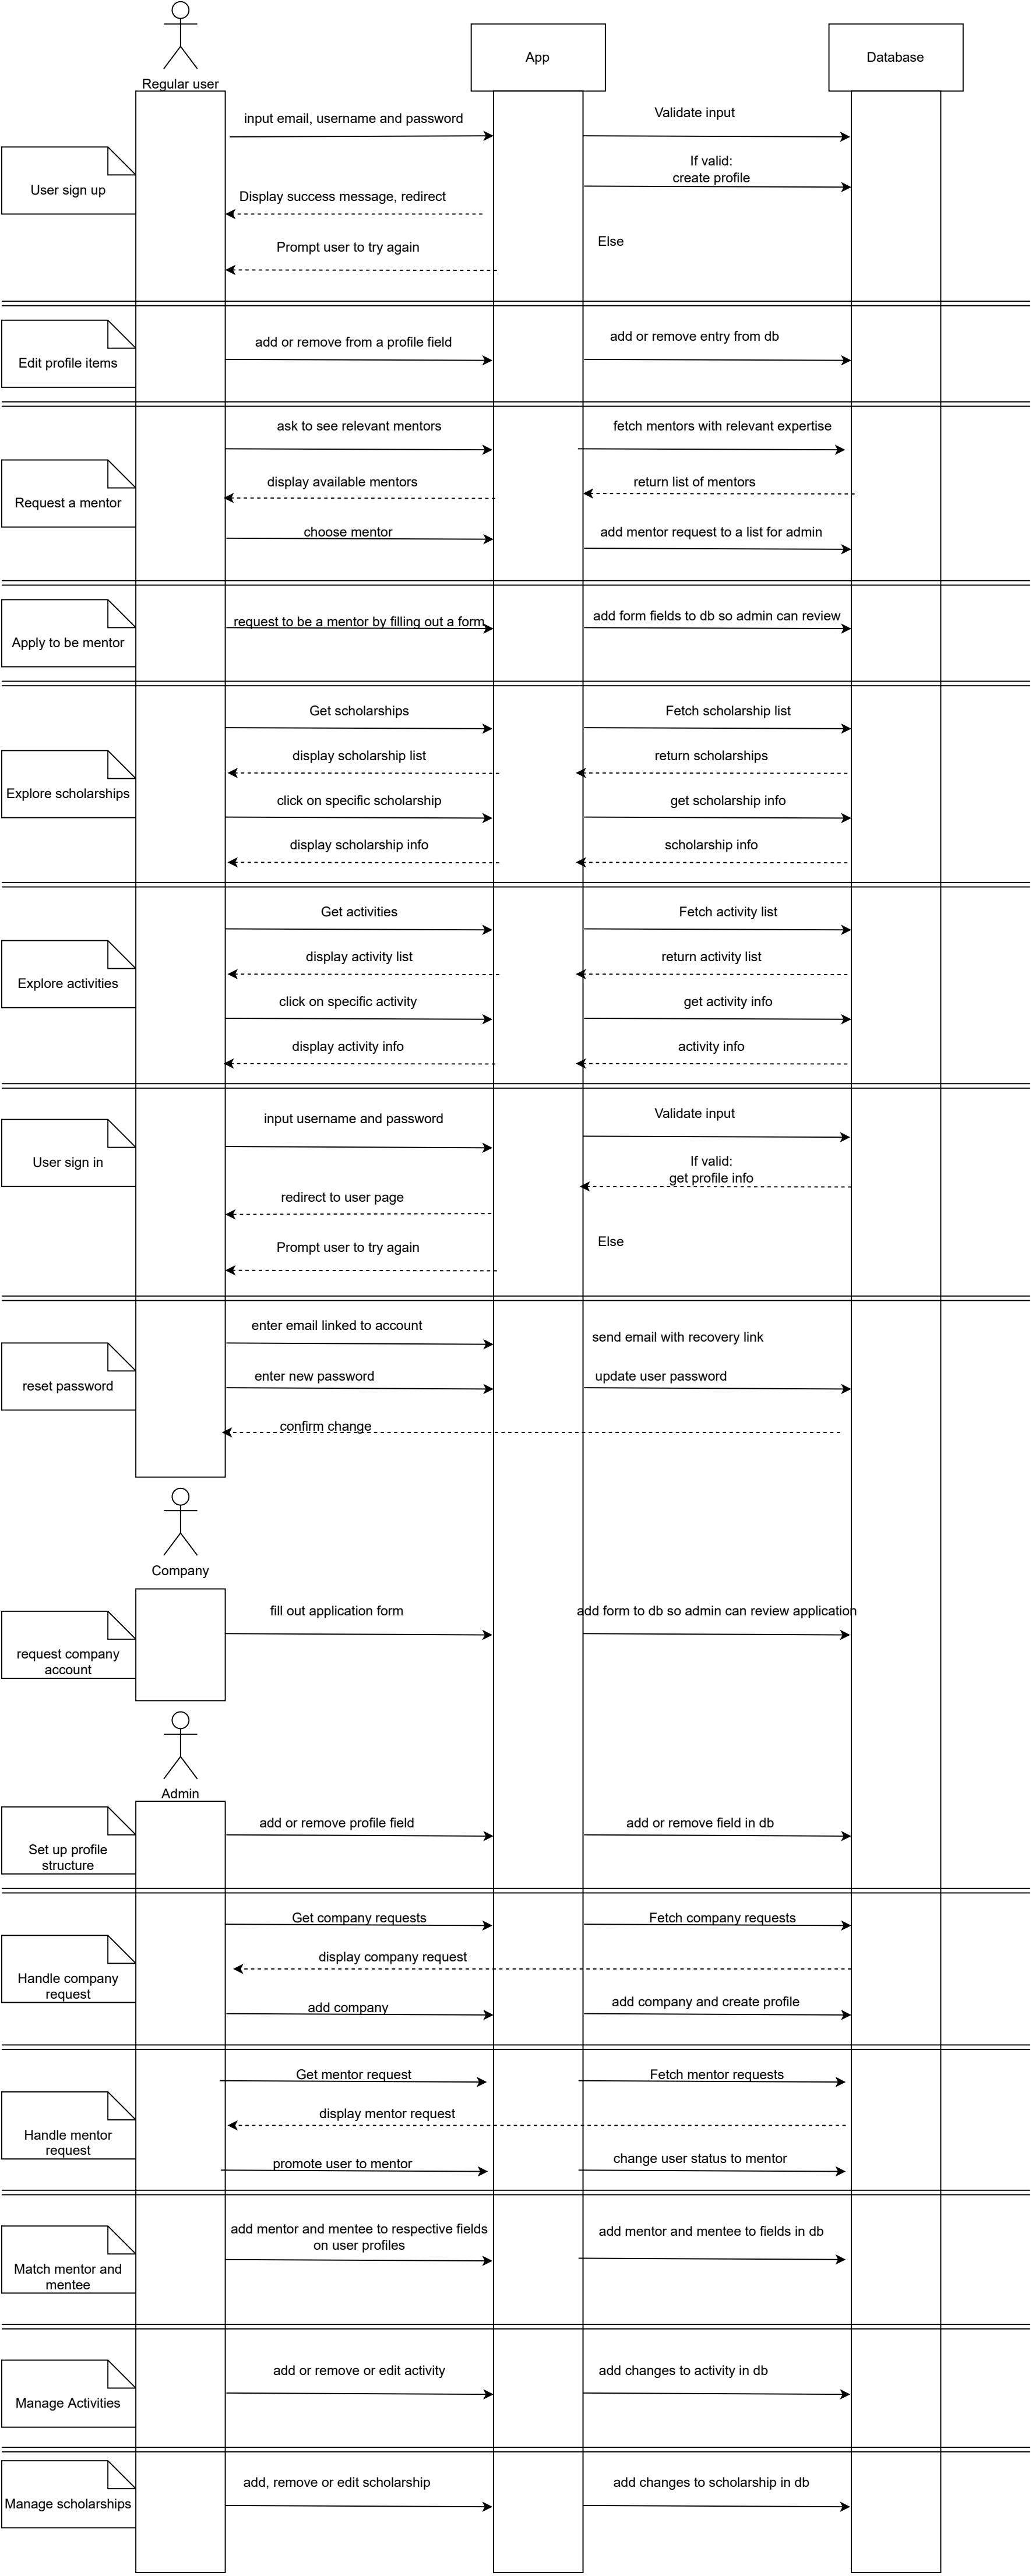 Regular user
App
Database
User sign up
input email, username and password
Validate input
If valid:
create profile
Display success message, redirect
Prompt user to try again
Else
Edit profile items
add or remove from a profile field
add or remove entry from db
Request a mentor
ask to see relevant mentors
fetch mentors with relevant expertise
display available mentors
return list of mentors
choose mentor
add mentor request to a list for admin
Apply to be mentor
request to be a mentor by filling out a form
add form fields to db so admin can review
Explore scholarships
Get scholarships
Fetch scholarship list
display scholarship list
return scholarships
click on specific scholarship
get scholarship info
display scholarship info
scholarship info
Explore activities
Get activities
Fetch activity list
display activity list
return activity list
click on specific activity
get activity info
display activity info
activity info
User sign in
input username and password
Validate input
If valid:
get profile info
redirect to user page
Prompt user to try again
Else
reset password
enter email linked to account
send email with recovery link
enter new password
update user password
confirm change
Company
request company
account
fill out application form
add form to db so admin can review application
Admin
Set up profile
structure
add or remove profile field
add or remove field in db
Handle company
request
Get company requests
Fetch company requests
display company request
add company
add company and create profile
Handle mentor
request
Get mentor request
Fetch mentor requests
display mentor request
promote user to mentor
change user status to mentor
Match mentor and
mentee
add mentor and mentee to respective fields
on user profiles
add mentor and mentee to fields in db
Manage Activities
add or remove or edit activity
add changes to activity in db
Manage scholarships
add, remove or edit scholarship
add changes to scholarship in db